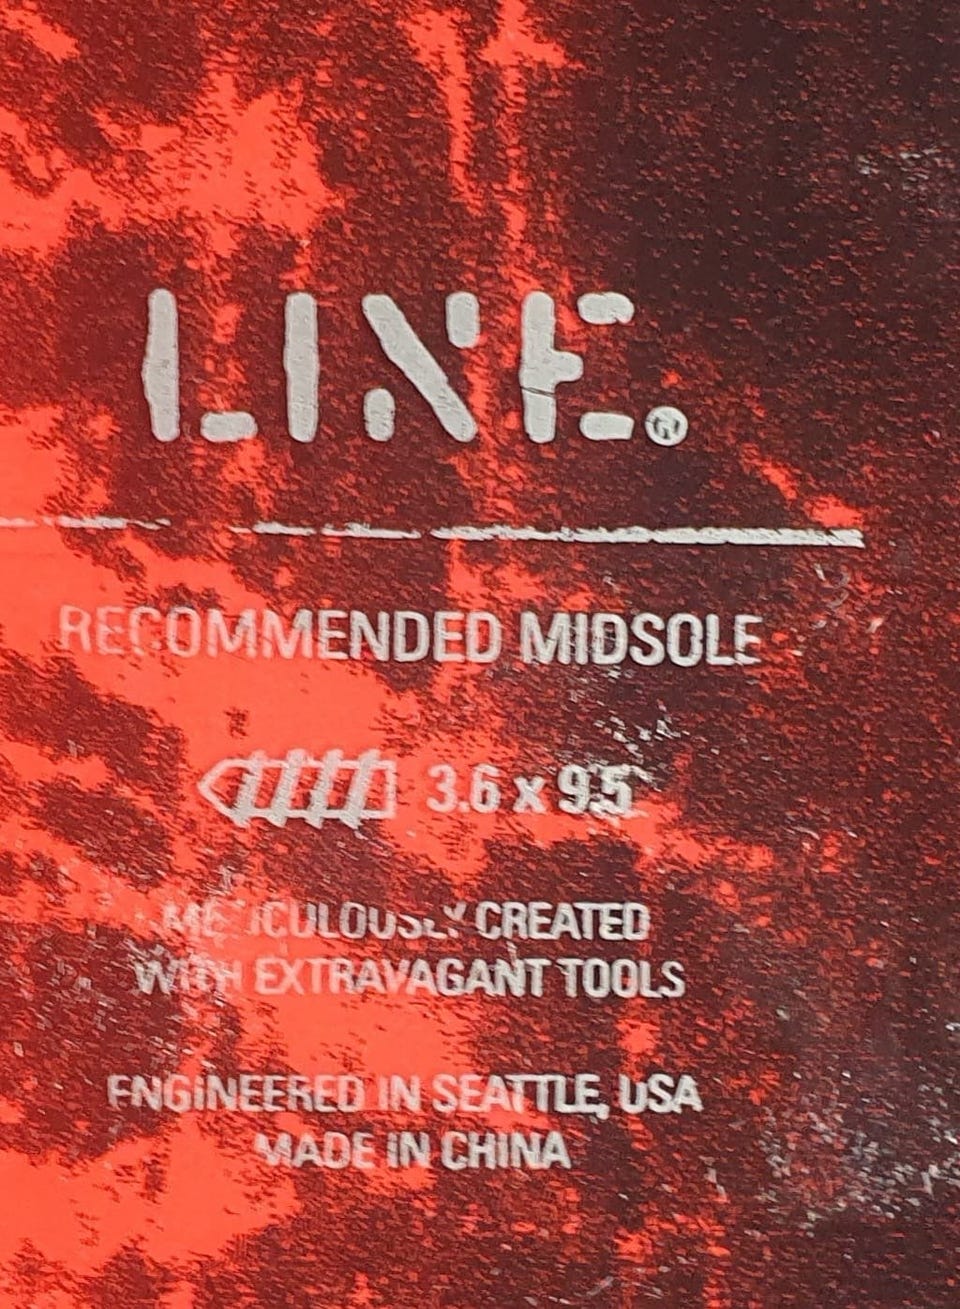 LINE.®
RECOMMENDED MIDSOLE
3.6 x 9.5
METICULOUSLY CREATED
WITH EXTRAVAGANT TOOLS
ENGINEERED IN SEATTLE, USA
MADE IN CHINA